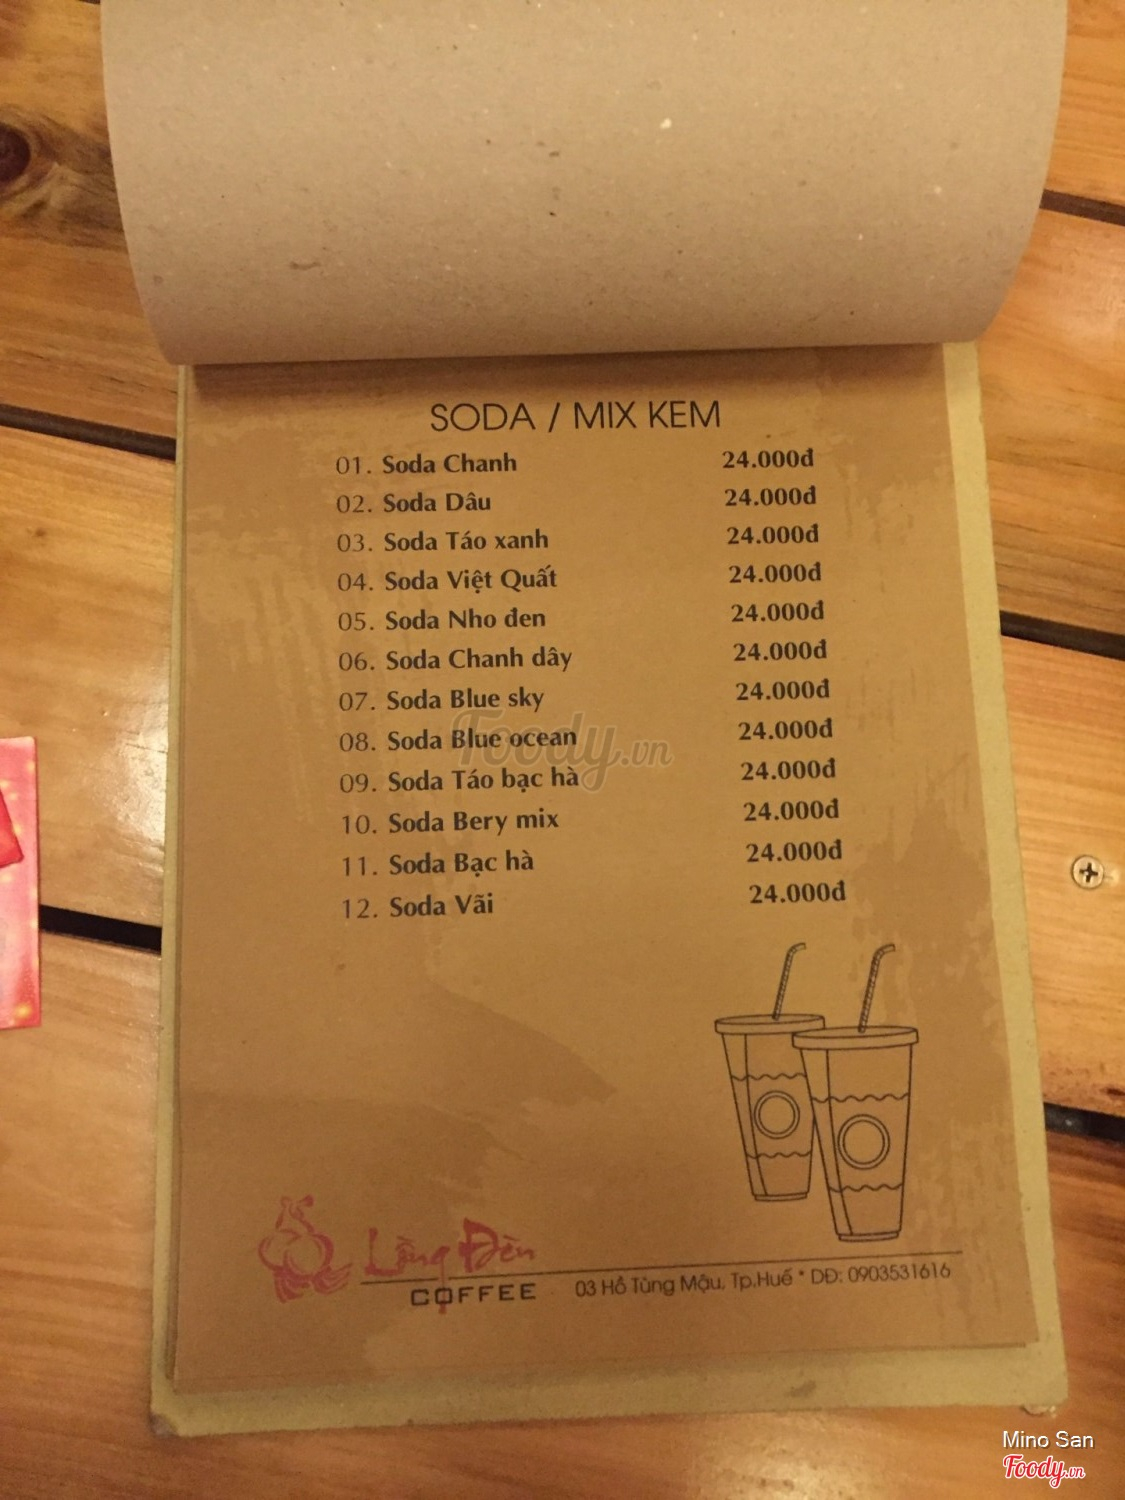 SODA / MIX KEM
01. Soda Chanh 24.000đ
02. Soda Dâu 24.000đ
03. Soda Táo xanh 24.000đ
04. Soda Việt Quất 24.000đ
05. Soda Nho đen 24.000đ
06. Soda Chanh dây 24.000đ
07. Soda Blue sky 24.000đ
08. Soda Blue ocean 24.000đ
09. Soda Táo bạc hà 24.000đ
10. Soda Bery mix 24.000đ
11. Soda Bạc hà 24.000đ
12. Soda Vãi 24.000đ
Foody.vn
Lồng Đèn
COFFEE
03 Hồ Tùng Mậu, Tp.Huế * DĐ: 0903531616
Mino San
Foody.vn